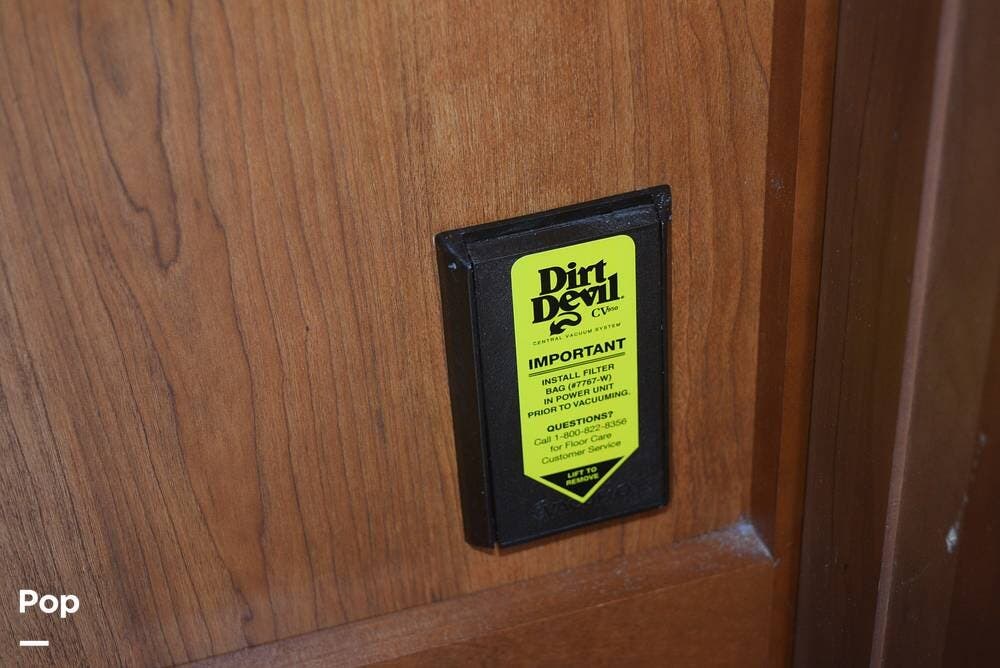 Dirt
Devil®
CV950
CENTRAL VACUUM SYSTEM
IMPORTANT
INSTALL FILTER
BAG (#7767-W)
IN POWER UNIT
PRIOR TO VACUUMING.
QUESTIONS?
Call 1-800-822-8356
for Floor Care
Customer Service
LIFT TO
REMOVE
Pop